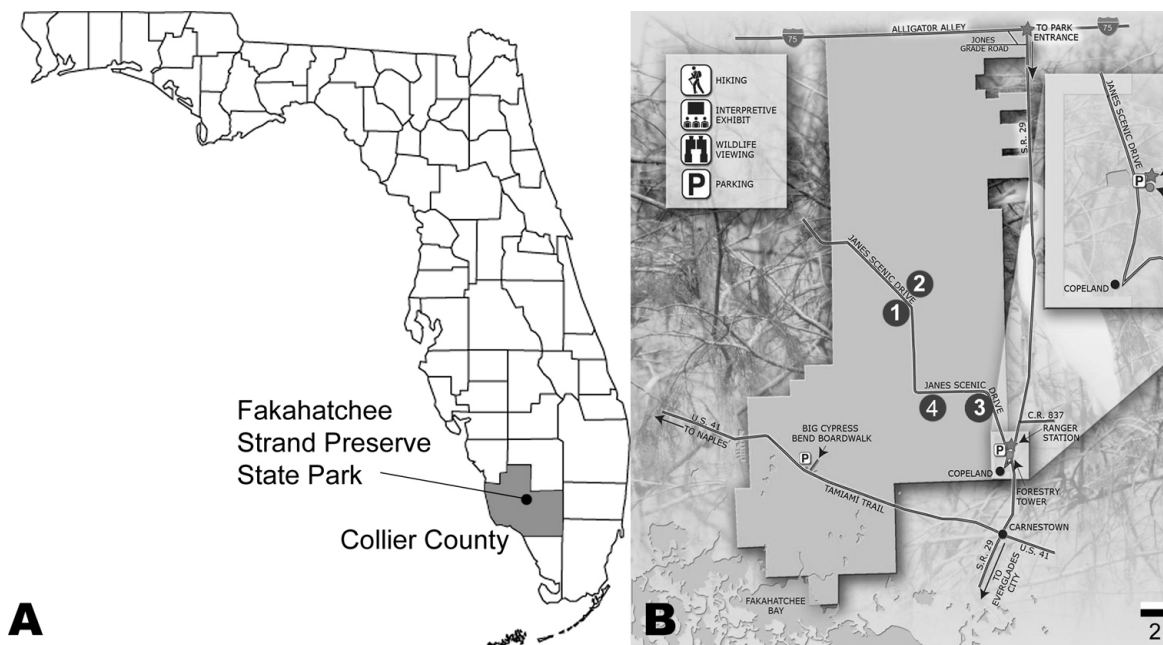 Fakahatchee
Strand Preserve
State Park
Collier County
A
75
ALLIGATOR ALLEY
TO PARK
ENTRANCE
75
JONES
GRADE ROAD
HIKING
INTERPRETIVE
EXHIBIT
WILDLIFE
VIEWING
P
PARKING
S.R. 29
JANES SCENIC DRIVE
P
COPELAND
JANES SCENIC DRIVE
2
1
JANES SCENIC
DRIVE
4
3
C.R. 837
RANGER
STATION
P
COPELAND
FORESTRY
TOWER
U.S. 41
TO NAPLES
BIG CYPRESS
BEND BOARDWALK
P
TAMIAMI TRAIL
CARNESTOWN
U.S. 41
S.R. 29
TO
EVERGLADES
CITY
FAKAHATCHEE
BAY
B
2